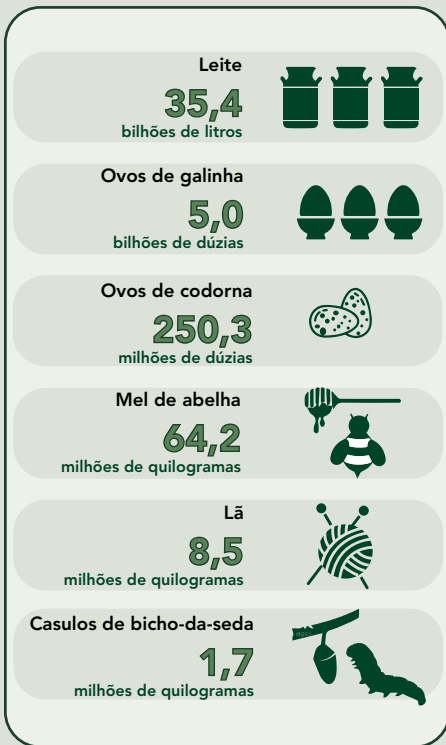 Leite
35,4
bilhões de litros
Ovos de galinha
5,0
bilhões de dúzias
Ovos de codorna
250,3
milhões de dúzias
Mel de abelha
64,2
milhões de quilogramas
Lã
8,5
milhões de quilogramas
Casulos de bicho-da-seda
1,7
milhões de quilogramas